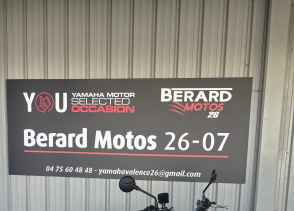 YOU
YAMAHA MOTOR
SELECTED
OCCASION
BERARD
MOTOS
26
Berard Motos 26-07
04 75 60 48 48 - yamahavalence26@gmail.com